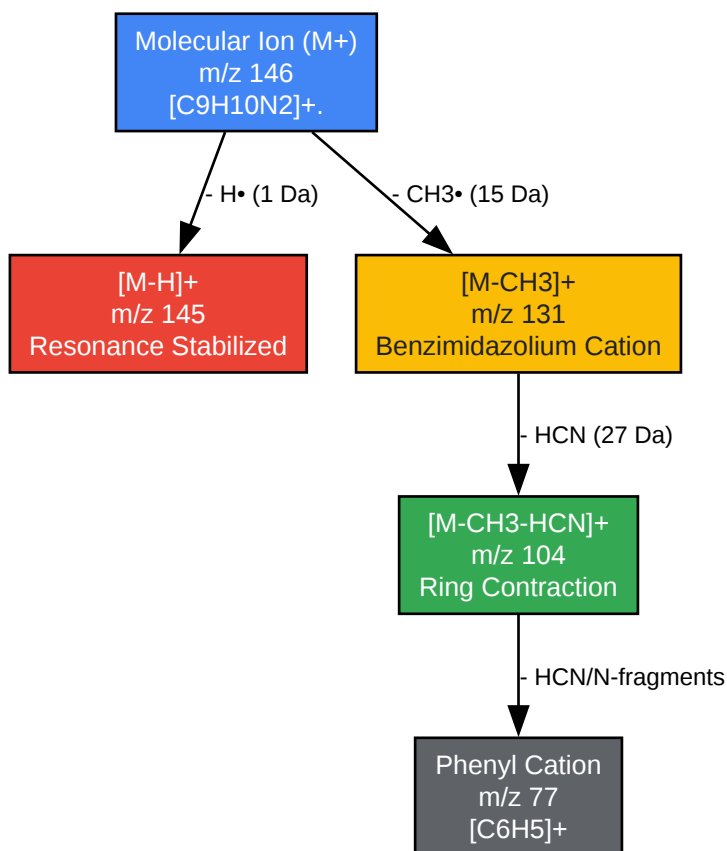 Molecular Ion (M+)
m/z 146
[C9H10N2]+.
- H• (1 Da)
- CH3• (15 Da)
[M-H]+
m/z 145
Resonance Stabilized
[M-CH3]+
m/z 131
Benzimidazolium Cation
- HCN (27 Da)
[M-CH3-HCN]+
m/z 104
Ring Contraction
- HCN/N-fragments
Phenyl Cation
m/z 77
[C6H5]+